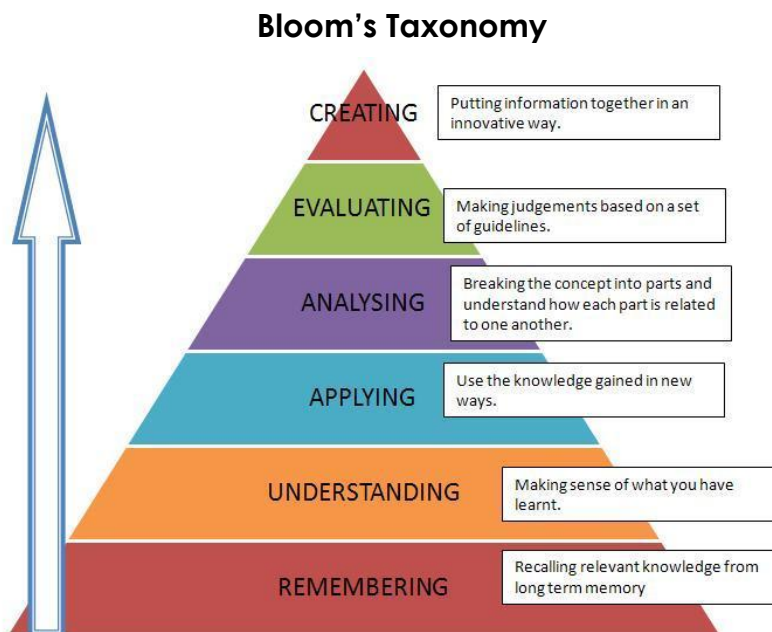 Bloom’s Taxonomy
CREATING
Putting information together in an
innovative way.
EVALUATING
Making judgements based on a set
of guidelines.
ANALYSING
Breaking the concept into parts and
understand how each part is related
to one another.
APPLYING
Use the knowledge gained in new
ways.
UNDERSTANDING
Making sense of what you have
learnt.
REMEMBERING
Recalling relevant knowledge from
long term memory